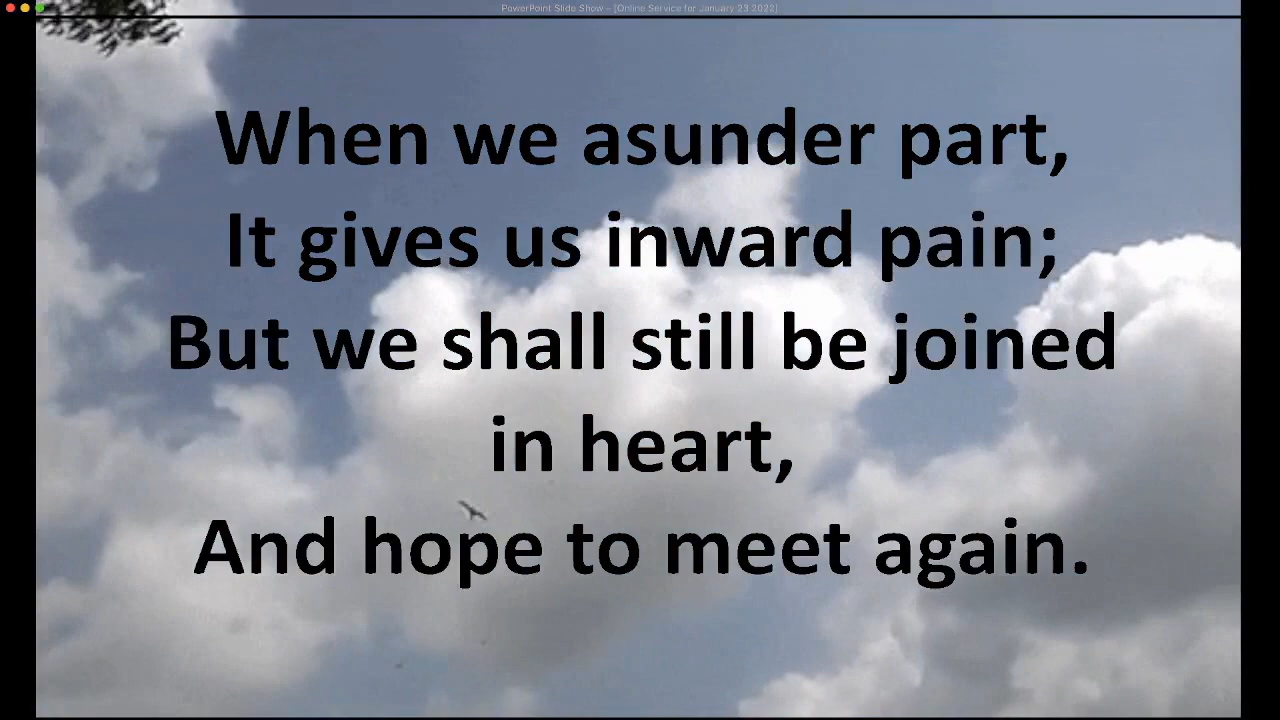 PowerPoint Slide Show – [Online Service for January 23 2022]
When we asunder part,
It gives us inward pain;
But we shall still be joined
in heart,
And hope to meet again.